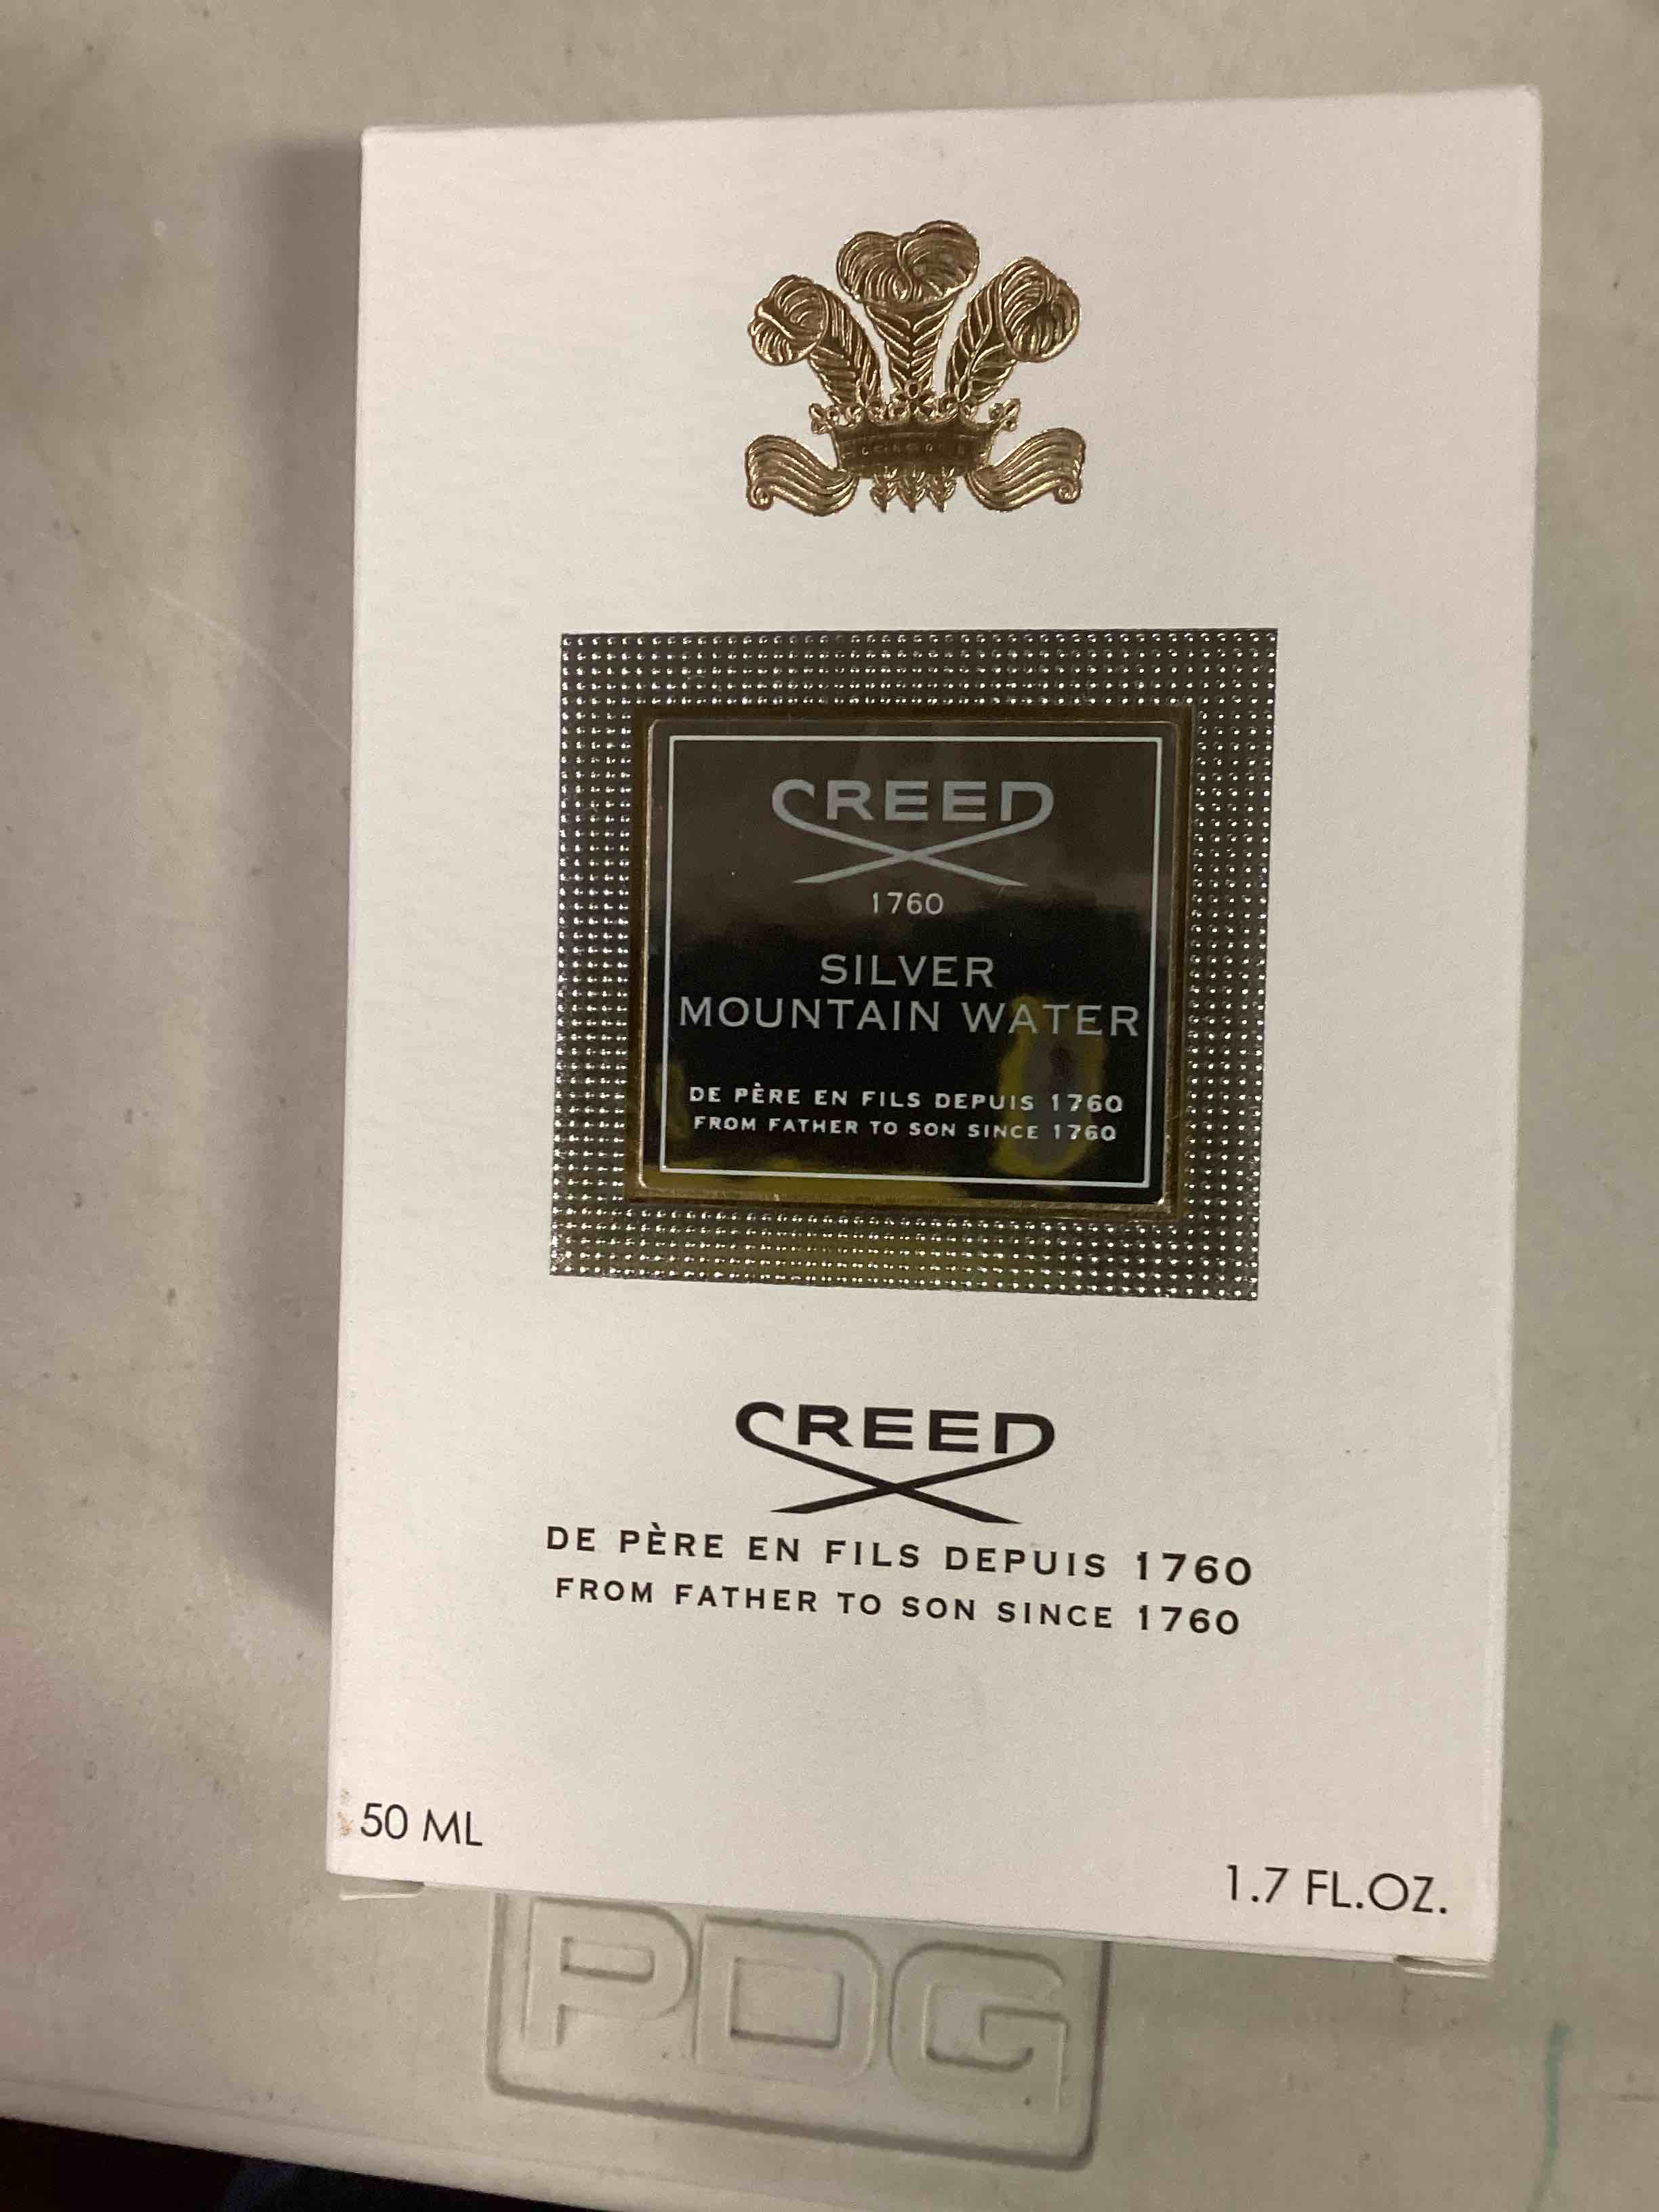 CREED
1760
SILVER
MOUNTAIN WATER
DE PÈRE EN FILS DEPUIS 1760
FROM FATHER TO SON SINCE 1760
CREED
DE PÈRE EN FILS DEPUIS 1760
FROM FATHER TO SON SINCE 1760
50 ML
1.7 FL.OZ.
PDG